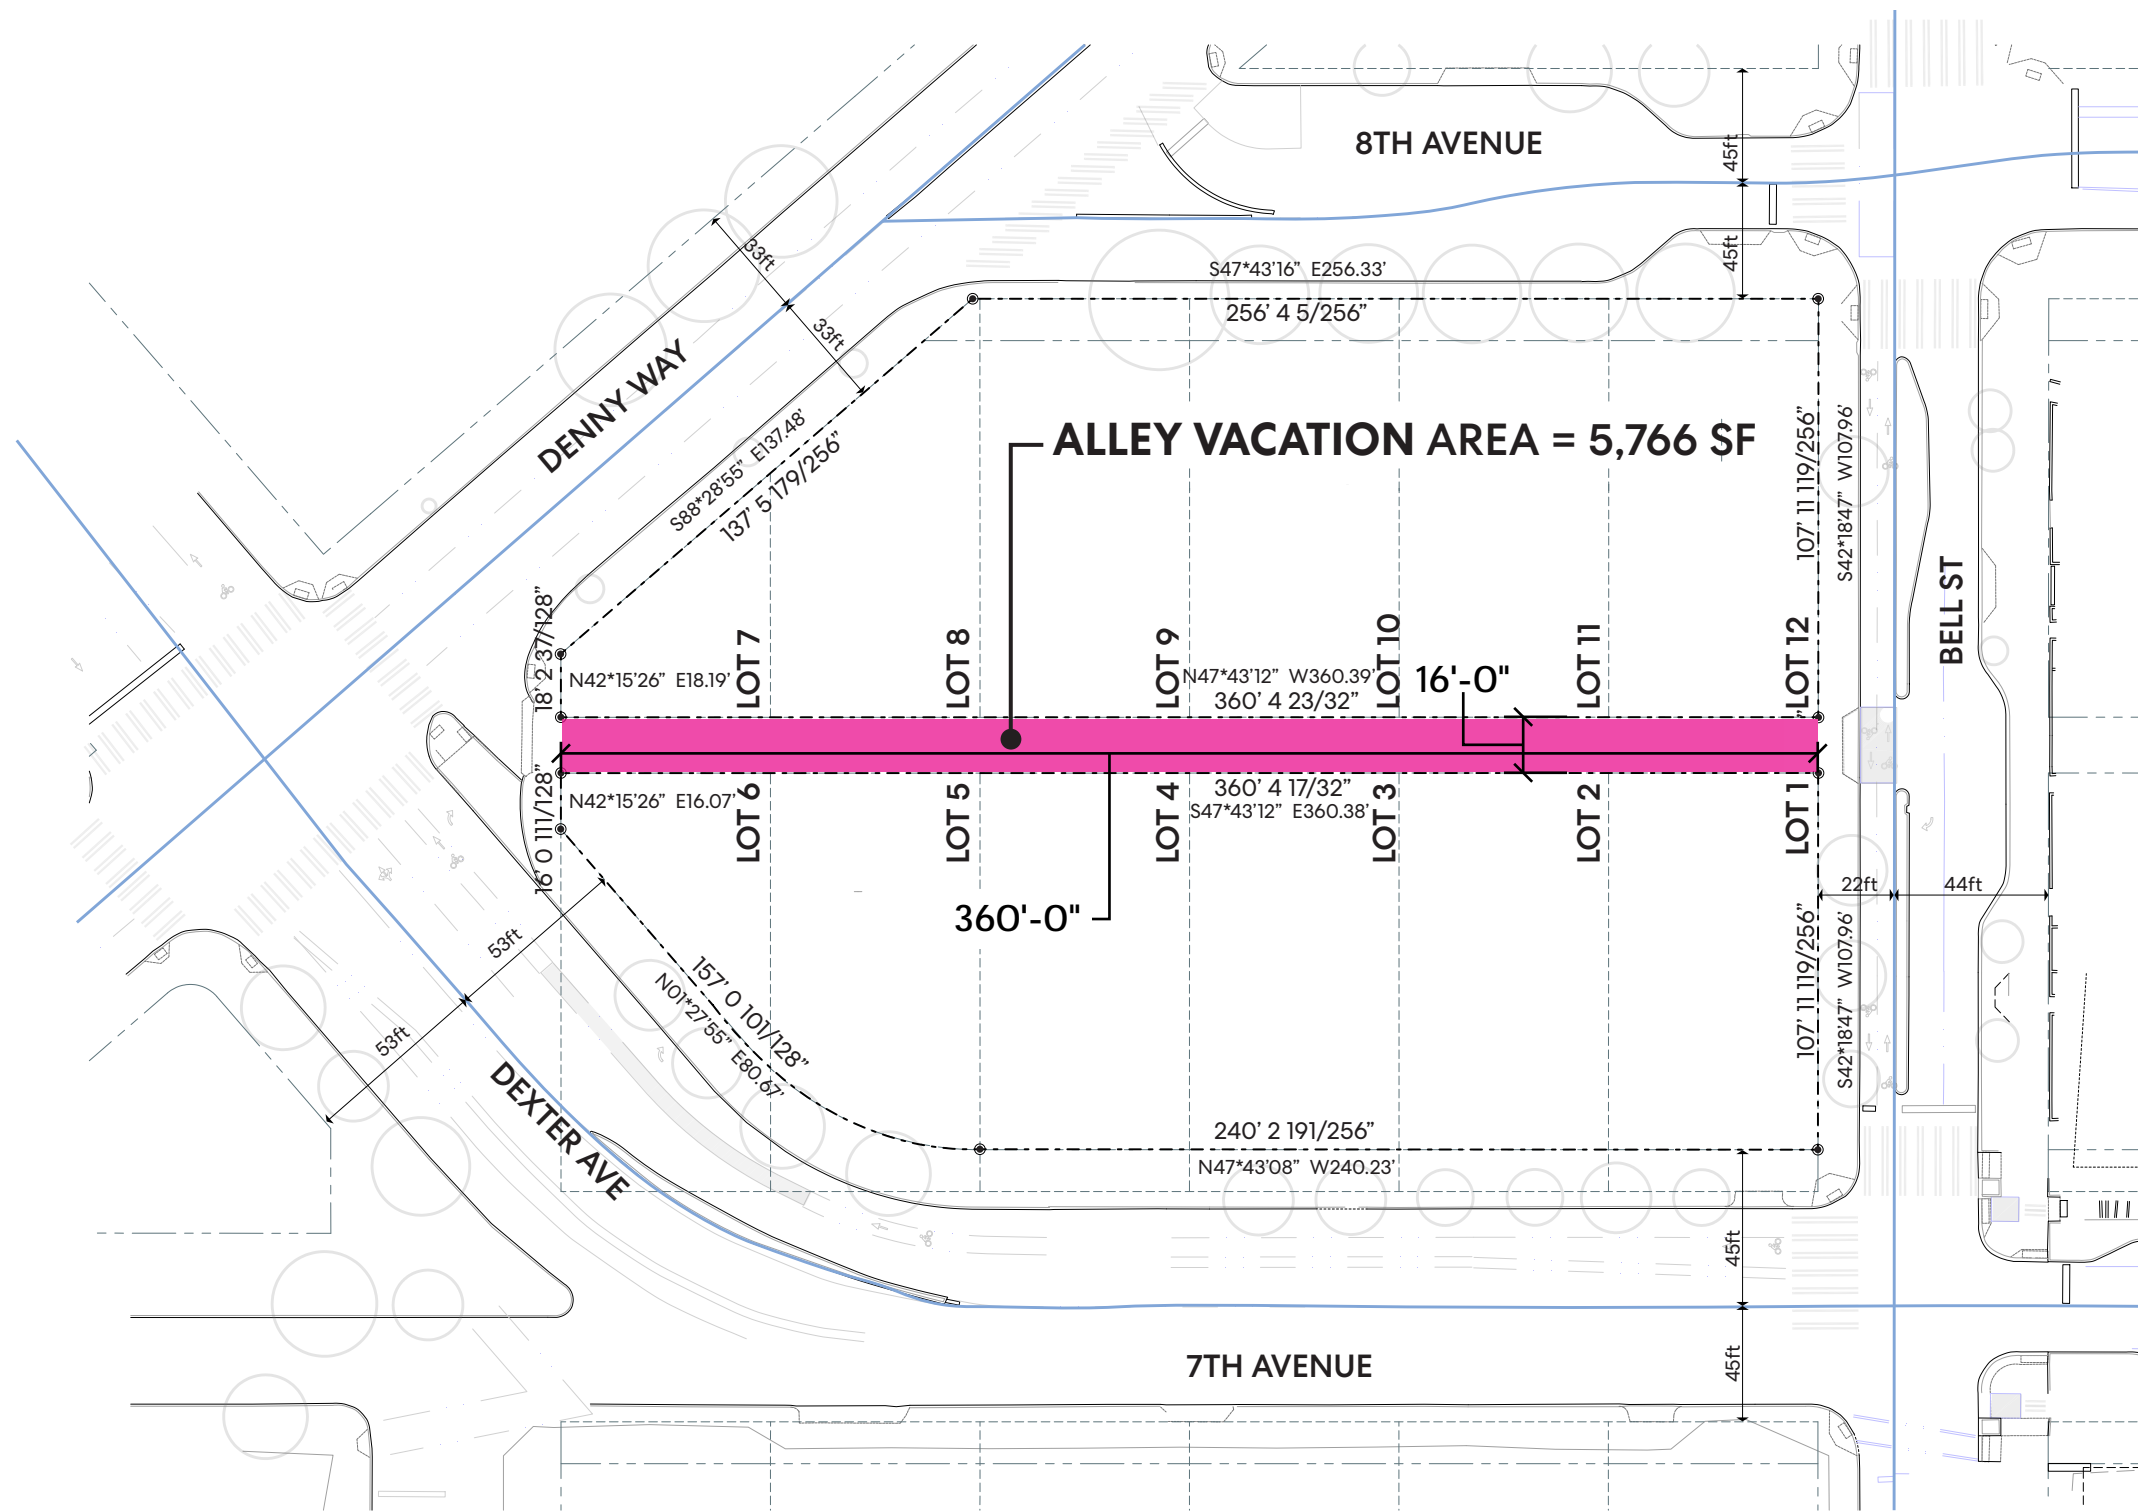 8TH AVENUE
45ft
45ft
33ft
33ft
DENNY WAY
S47*43'16” E256.33'
256' 4 5/256”
S88*28'55” E137.48'
137' 5 179/256”
ALLEY VACATION AREA = 5,766 SF
107' 11 119/256”
S42*18'47” W107.96'
BELL ST
18' 2 37/128”
N42*15'26” E18.19'
LOT 7
LOT 8
LOT 9
LOT 10
LOT 11
LOT 12
N47*43'12” W360.39'
360' 4 23/32”
16'-0"
16' 0 111/128”
N42*15'26” E16.07'
LOT 6
LOT 5
LOT 4
LOT 3
LOT 2
LOT 1
360' 4 17/32”
S47*43'12” E360.38'
360'-0"
22ft
44ft
53ft
53ft
157' 0 101/128”
N01*27'55” E80.67'
107' 11 119/256”
S42*18'47” W107.96'
DEXTER AVE
240' 2 191/256”
N47*43'08” W240.23'
45ft
45ft
7TH AVENUE